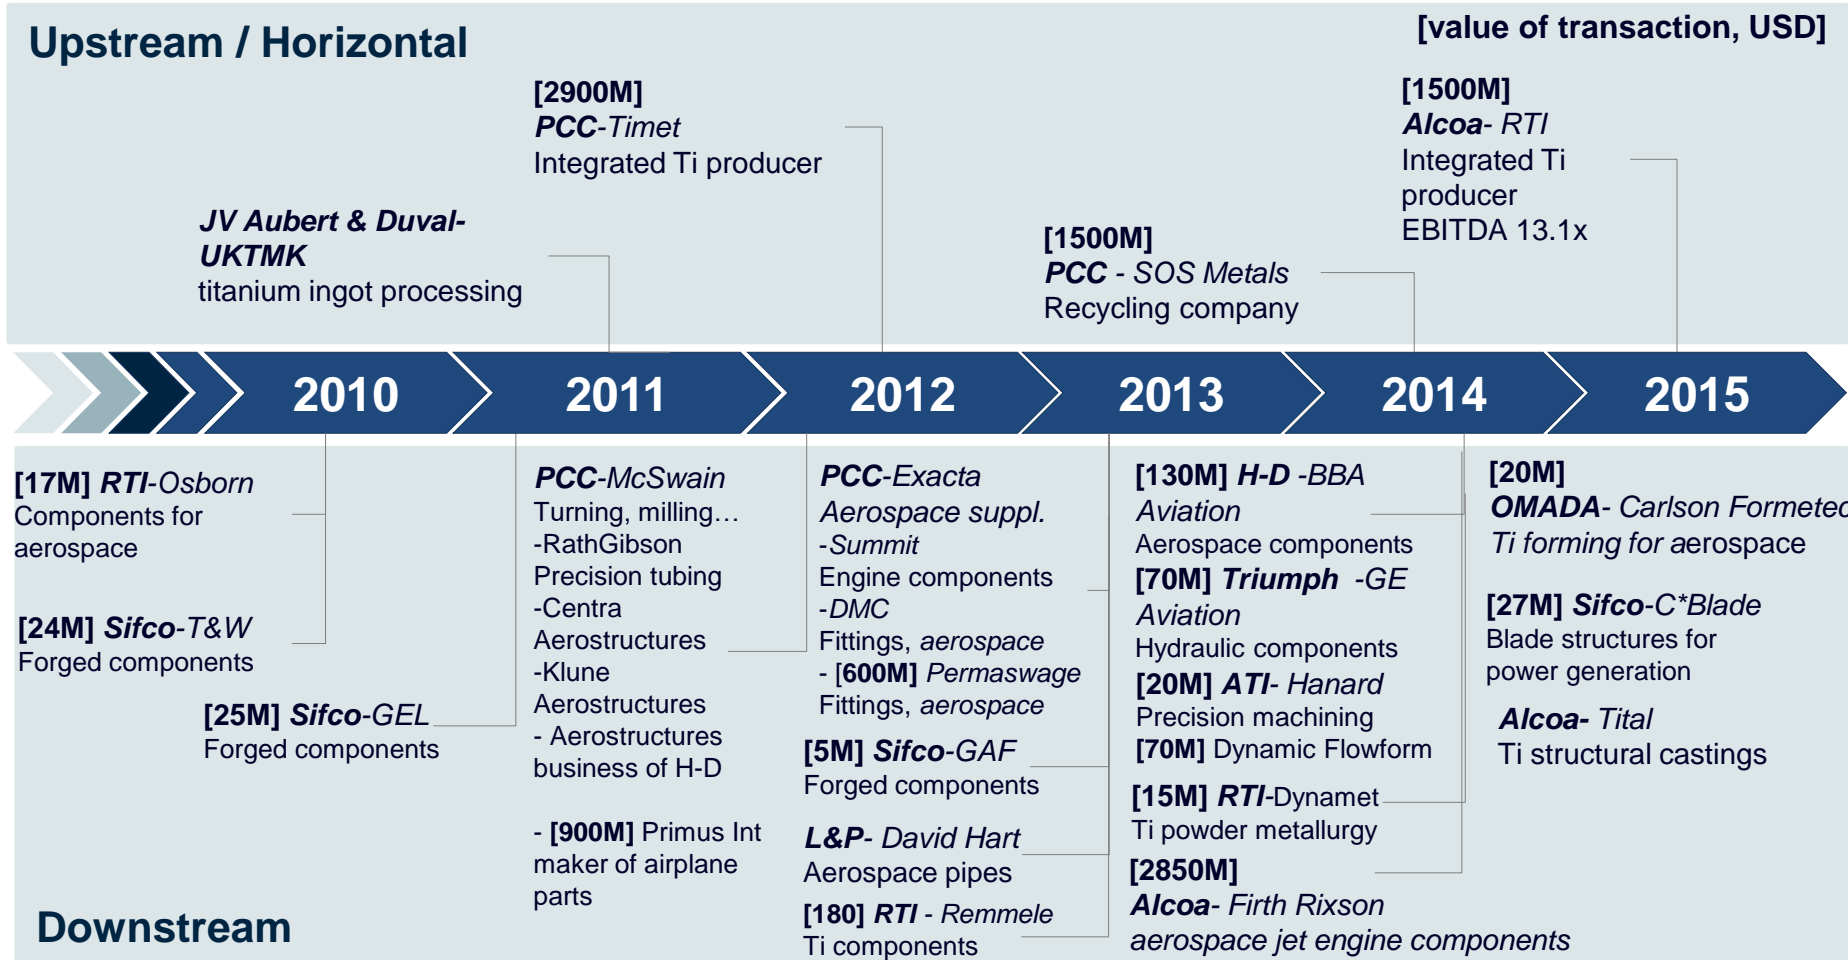 Upstream / Horizontal
[value of transaction, USD]
[2900M]
PCC-Timet
Integrated Ti producer
[1500M]
Alcoa- RTI
Integrated Ti
producer
EBITDA 13.1x
JV Aubert & Duval-
UKTMK
titanium ingot processing
[1500M]
PCC - SOS Metals
Recycling company
2010
2011
2012
2013
2014
2015
[17M] RTI-Osborn
Components for
aerospace
[24M] Sifco-T&W
Forged components
[25M] Sifco-GEL
Forged components
PCC-McSwain
Turning, milling…
-RathGibson
Precision tubing
-Centra
Aerostructures
-Klune
Aerostructures
- Aerostructures
business of H-D
- [900M] Primus Int
maker of airplane
parts
PCC-Exacta
Aerospace suppl.
-Summit
Engine components
-DMC
Fittings, aerospace
- [600M] Permaswage
Fittings, aerospace
[5M] Sifco-GAF
Forged components
L&P- David Hart
Aerospace pipes
[180] RTI - Remmele
Ti components
[130M] H-D -BBA
Aviation
Aerospace components
[70M] Triumph -GE
Aviation
Hydraulic components
[20M] ATI- Hanard
Precision machining
[70M] Dynamic Flowform
[15M] RTI-Dynamet
Ti powder metallurgy
[2850M]
Alcoa- Firth Rixson
aerospace jet engine components
[20M]
OMADA- Carlson Formetec
Ti forming for aerospace
[27M] Sifco-C*Blade
Blade structures for
power generation
Alcoa- Tital
Ti structural castings
Downstream